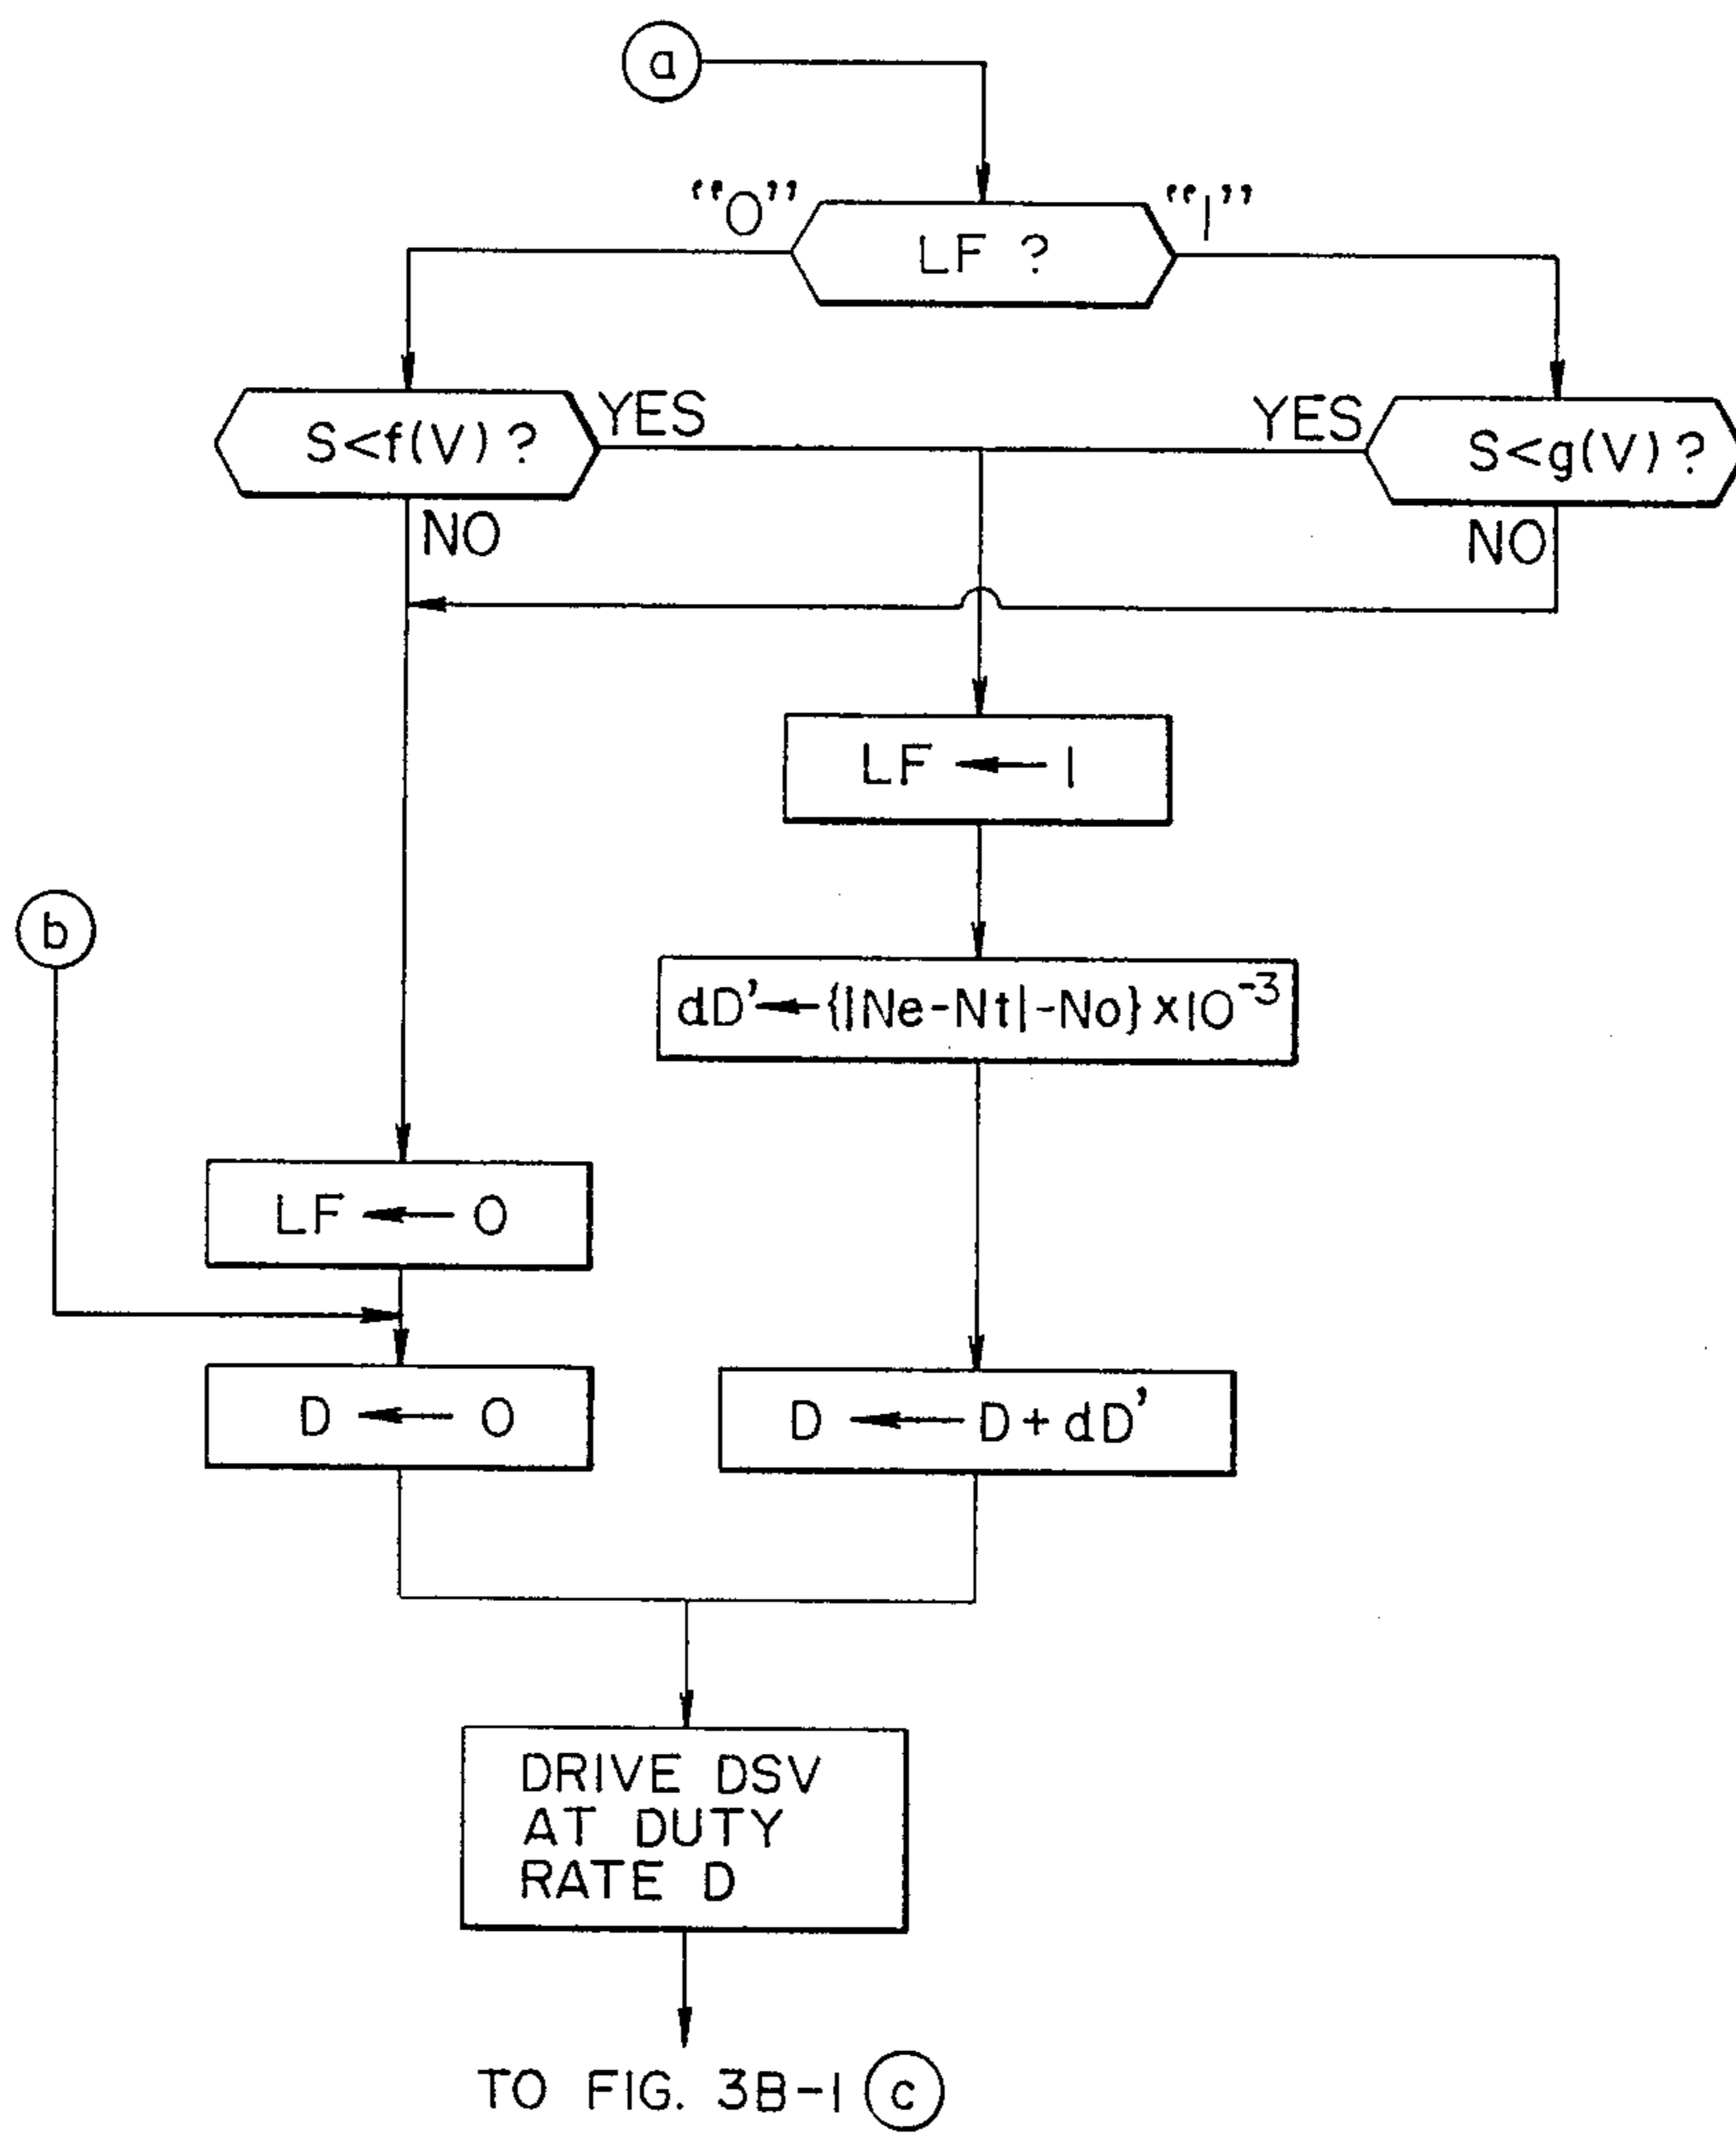 a
"0"
LF ?
"1"
S<f(V)?
YES
YES
S<g(V)?
NO
NO
LF ← 1
b
dD'←{|Ne-Nt|-No}×10⁻³
LF ← 0
D ← 0
D ← D+dD'
DRIVE DSV
AT DUTY
RATE D
TO FIG. 3B-1 c